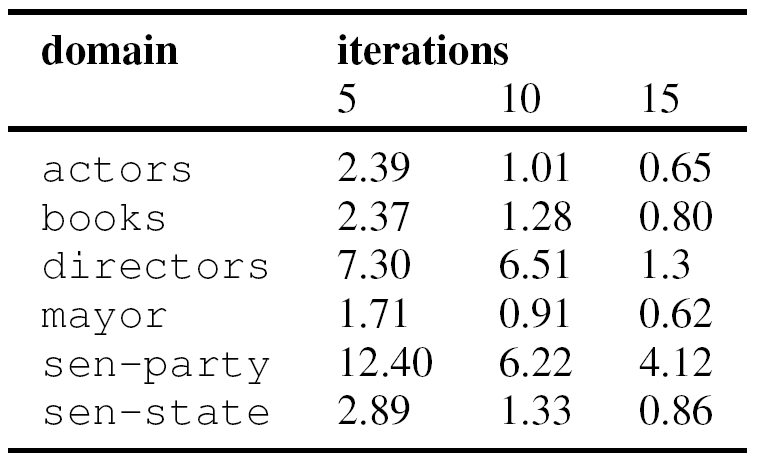 domain iterations
5 10 15
actors 2.39 1.01 0.65
books 2.37 1.28 0.80
directors 7.30 6.51 1.3
mayor 1.71 0.91 0.62
sen-party 12.40 6.22 4.12
sen-state 2.89 1.33 0.86